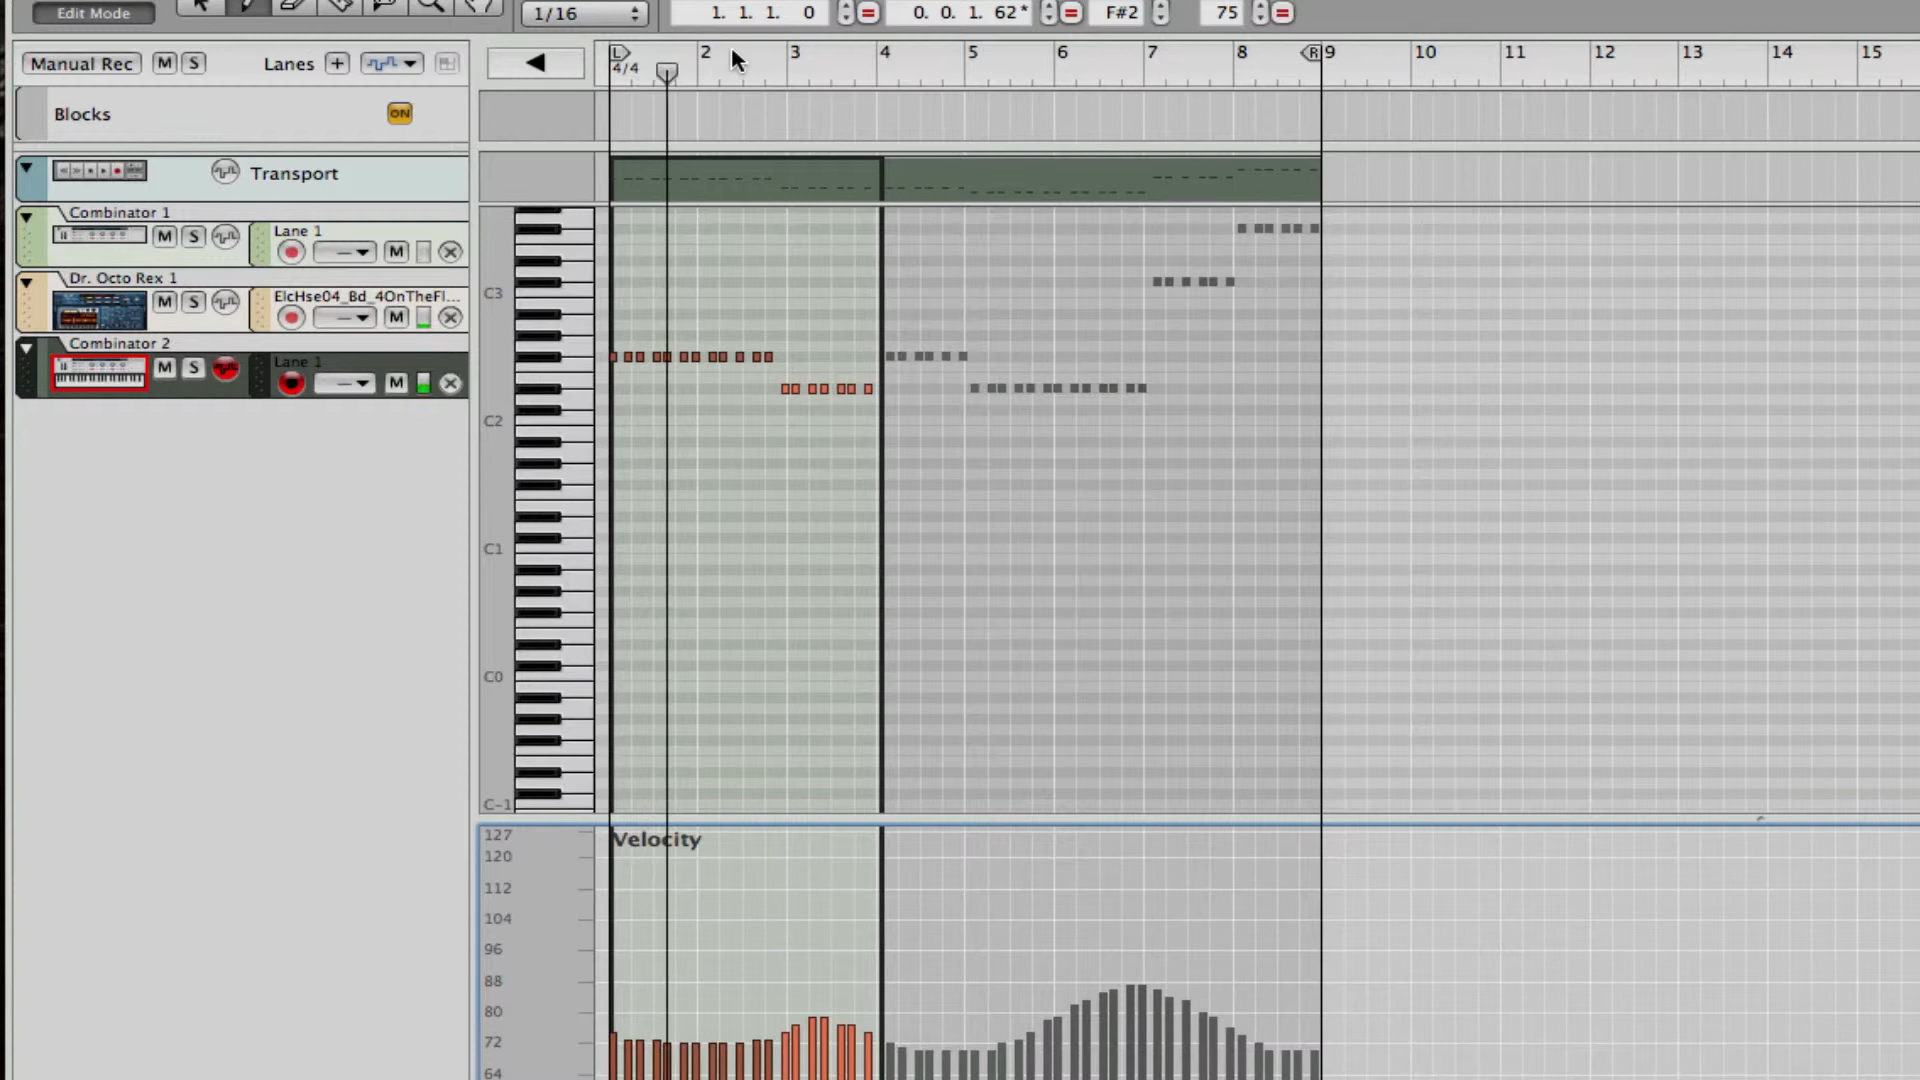 Edit Mode
1/16
1. 1. 1. 0
0. 0. 1. 62*
F#2
75
Manual Rec M S Lanes +
L 2 3 4 5 6 7 8 R 9 10 11 12 13 14 15
4/4
Blocks
ON
Transport
Combinator 1
M S
Lane 1
M
Dr. Octo Rex 1
M S
ElcHse04_Bd_4OnTheFl...
M
Combinator 2
M S
Lane 1
M
C3
C2
C1
C0
C-1
Velocity
127
120
112
104
96
88
80
72
64